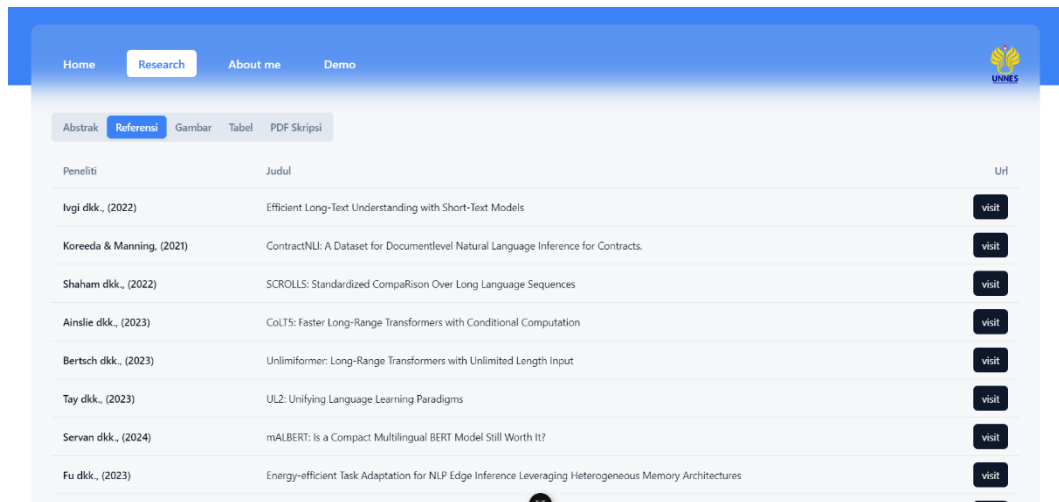 Home Research About me Demo
UNNES
Abstrak Referensi Gambar Tabel PDF Skripsi
Peneliti Judul Url
Ivgi dkk., (2022) Efficient Long-Text Understanding with Short-Text Models visit
Koreeda & Manning, (2021) ContractNLI: A Dataset for Documentlevel Natural Language Inference for Contracts. visit
Shaham dkk., (2022) SCROLLS: Standardized CompaRison Over Long Language Sequences visit
Ainslie dkk., (2023) CoLT5: Faster Long-Range Transformers with Conditional Computation visit
Bertsch dkk., (2023) Unlimiformer: Long-Range Transformers with Unlimited Length Input visit
Tay dkk., (2023) UL2: Unifying Language Learning Paradigms visit
Servan dkk., (2024) mALBERT: Is a Compact Multilingual BERT Model Still Worth It? visit
Fu dkk., (2023) Energy-efficient Task Adaptation for NLP Edge Inference Leveraging Heterogeneous Memory Architectures visit